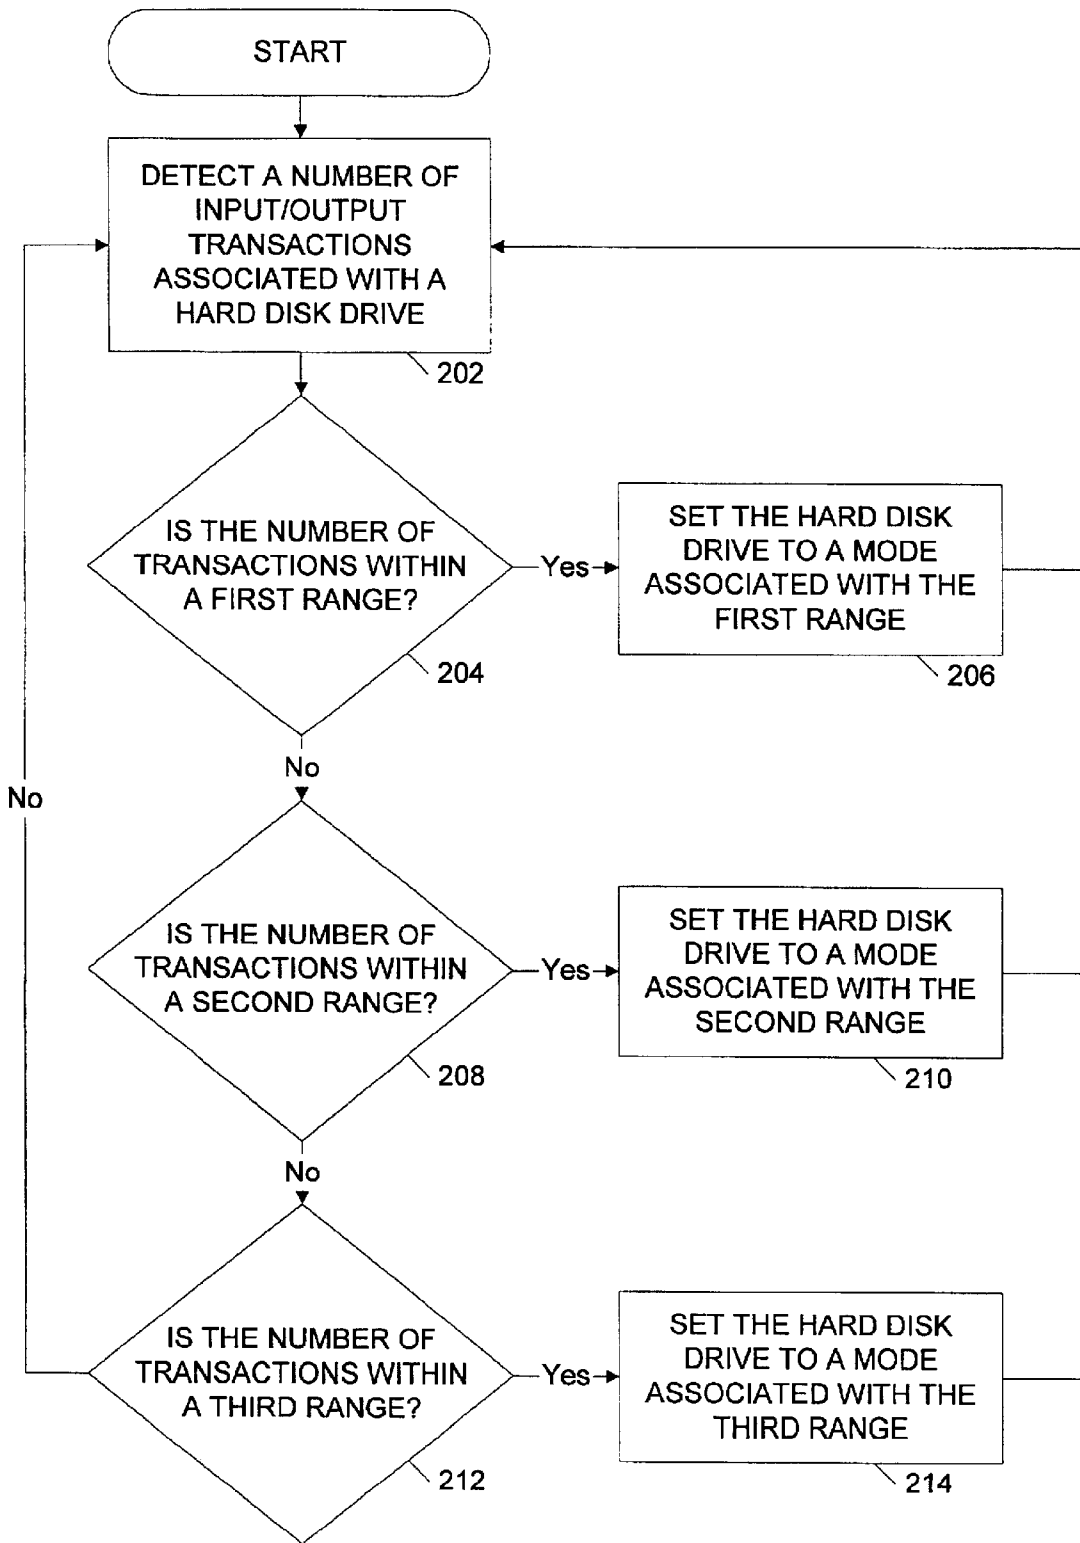 START
DETECT A NUMBER OF
INPUT/OUTPUT
TRANSACTIONS
ASSOCIATED WITH A
HARD DISK DRIVE
202
IS THE NUMBER OF
TRANSACTIONS WITHIN
A FIRST RANGE?
204
Yes
SET THE HARD DISK
DRIVE TO A MODE
ASSOCIATED WITH THE
FIRST RANGE
206
No
No
IS THE NUMBER OF
TRANSACTIONS WITHIN
A SECOND RANGE?
208
Yes
SET THE HARD DISK
DRIVE TO A MODE
ASSOCIATED WITH THE
SECOND RANGE
210
No
IS THE NUMBER OF
TRANSACTIONS WITHIN
A THIRD RANGE?
212
Yes
SET THE HARD DISK
DRIVE TO A MODE
ASSOCIATED WITH THE
THIRD RANGE
214